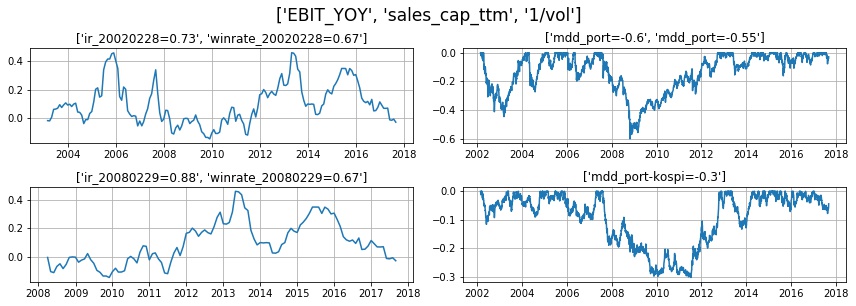 ['EBIT_YOY', 'sales_cap_ttm', '1/vol']
['ir_20020228=0.73', 'winrate_20020228=0.67']
0.4
0.2
0.0
2004 2006 2008 2010 2012 2014 2016 2018
['mdd_port=-0.6', 'mdd_port=-0.55']
0.0
−0.2
−0.4
−0.6
2002 2004 2006 2008 2010 2012 2014 2016 2018
['ir_20080229=0.88', 'winrate_20080229=0.67']
0.4
0.2
0.0
2008 2009 2010 2011 2012 2013 2014 2015 2016 2017 2018
['mdd_port-kospi=-0.3']
0.0
−0.1
−0.2
−0.3
2002 2004 2006 2008 2010 2012 2014 2016 2018